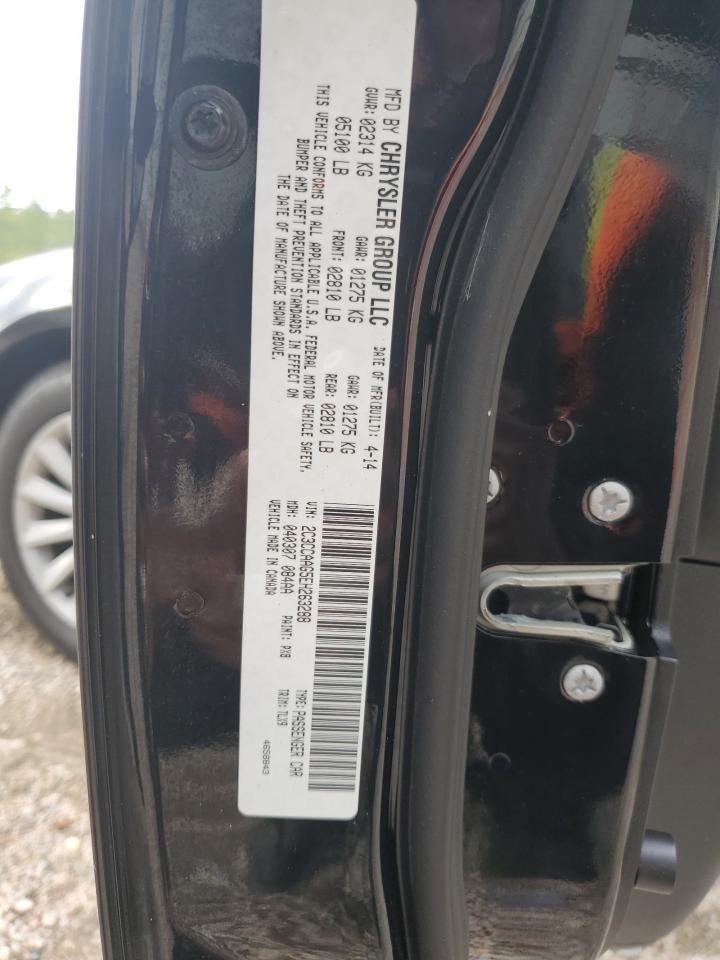 MFD BY CHRYSLER GROUP LLC DATE OF MFR(BUILT): 4-14
GVWR: 02314 KG GAWR: 01275 KG GAWR: 01275 KG
05100 LB FRONT: 02810 LB REAR: 02810 LB
THIS VEHICLE CONFORMS TO ALL APPLICABLE U.S.A. FEDERAL MOTOR VEHICLE SAFETY,
BUMPER AND THEFT PREVENTION STANDARDS IN EFFECT ON
THE DATE OF MANUFACTURE SHOWN ABOVE.
VIN: 2C3CCAAG5EH263288 TYPE: PASSENGER CAR
MDH: 040307 084AA PAINT: PX8 TRIM: TLX9
VEHICLE MADE IN CANADA 4658843